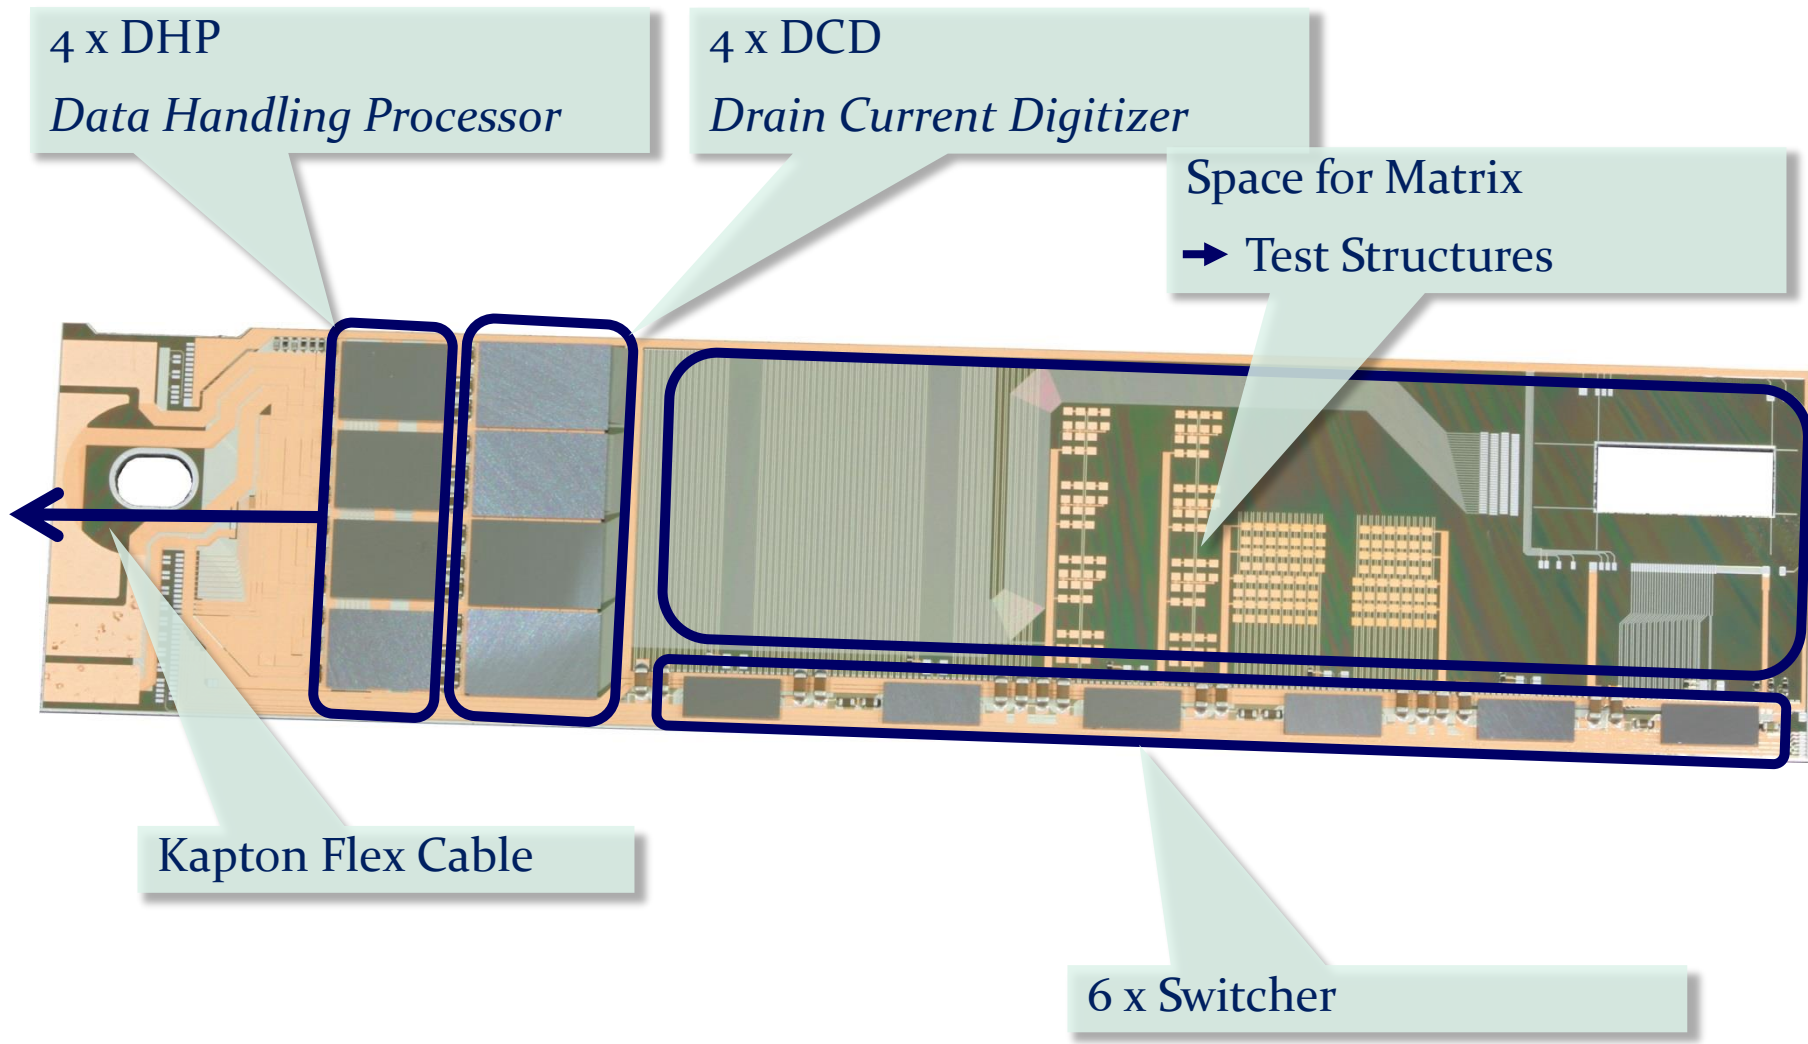 4 x DHP
Data Handling Processor
4 x DCD
Drain Current Digitizer
Space for Matrix
➞ Test Structures
Kapton Flex Cable
6 x Switcher